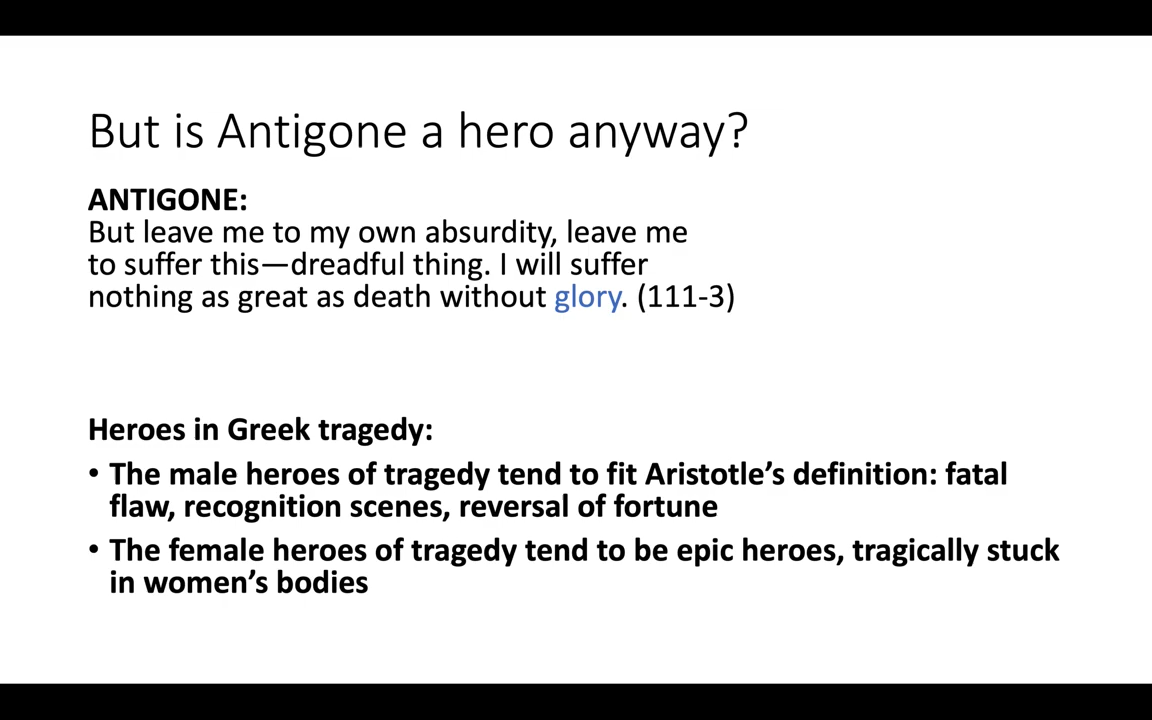 But is Antigone a hero anyway?
ANTIGONE:
But leave me to my own absurdity, leave me
to suffer this—dreadful thing. I will suffer
nothing as great as death without glory. (111-3)
Heroes in Greek tragedy:
• The male heroes of tragedy tend to fit Aristotle’s definition: fatal
flaw, recognition scenes, reversal of fortune
• The female heroes of tragedy tend to be epic heroes, tragically stuck
in women’s bodies